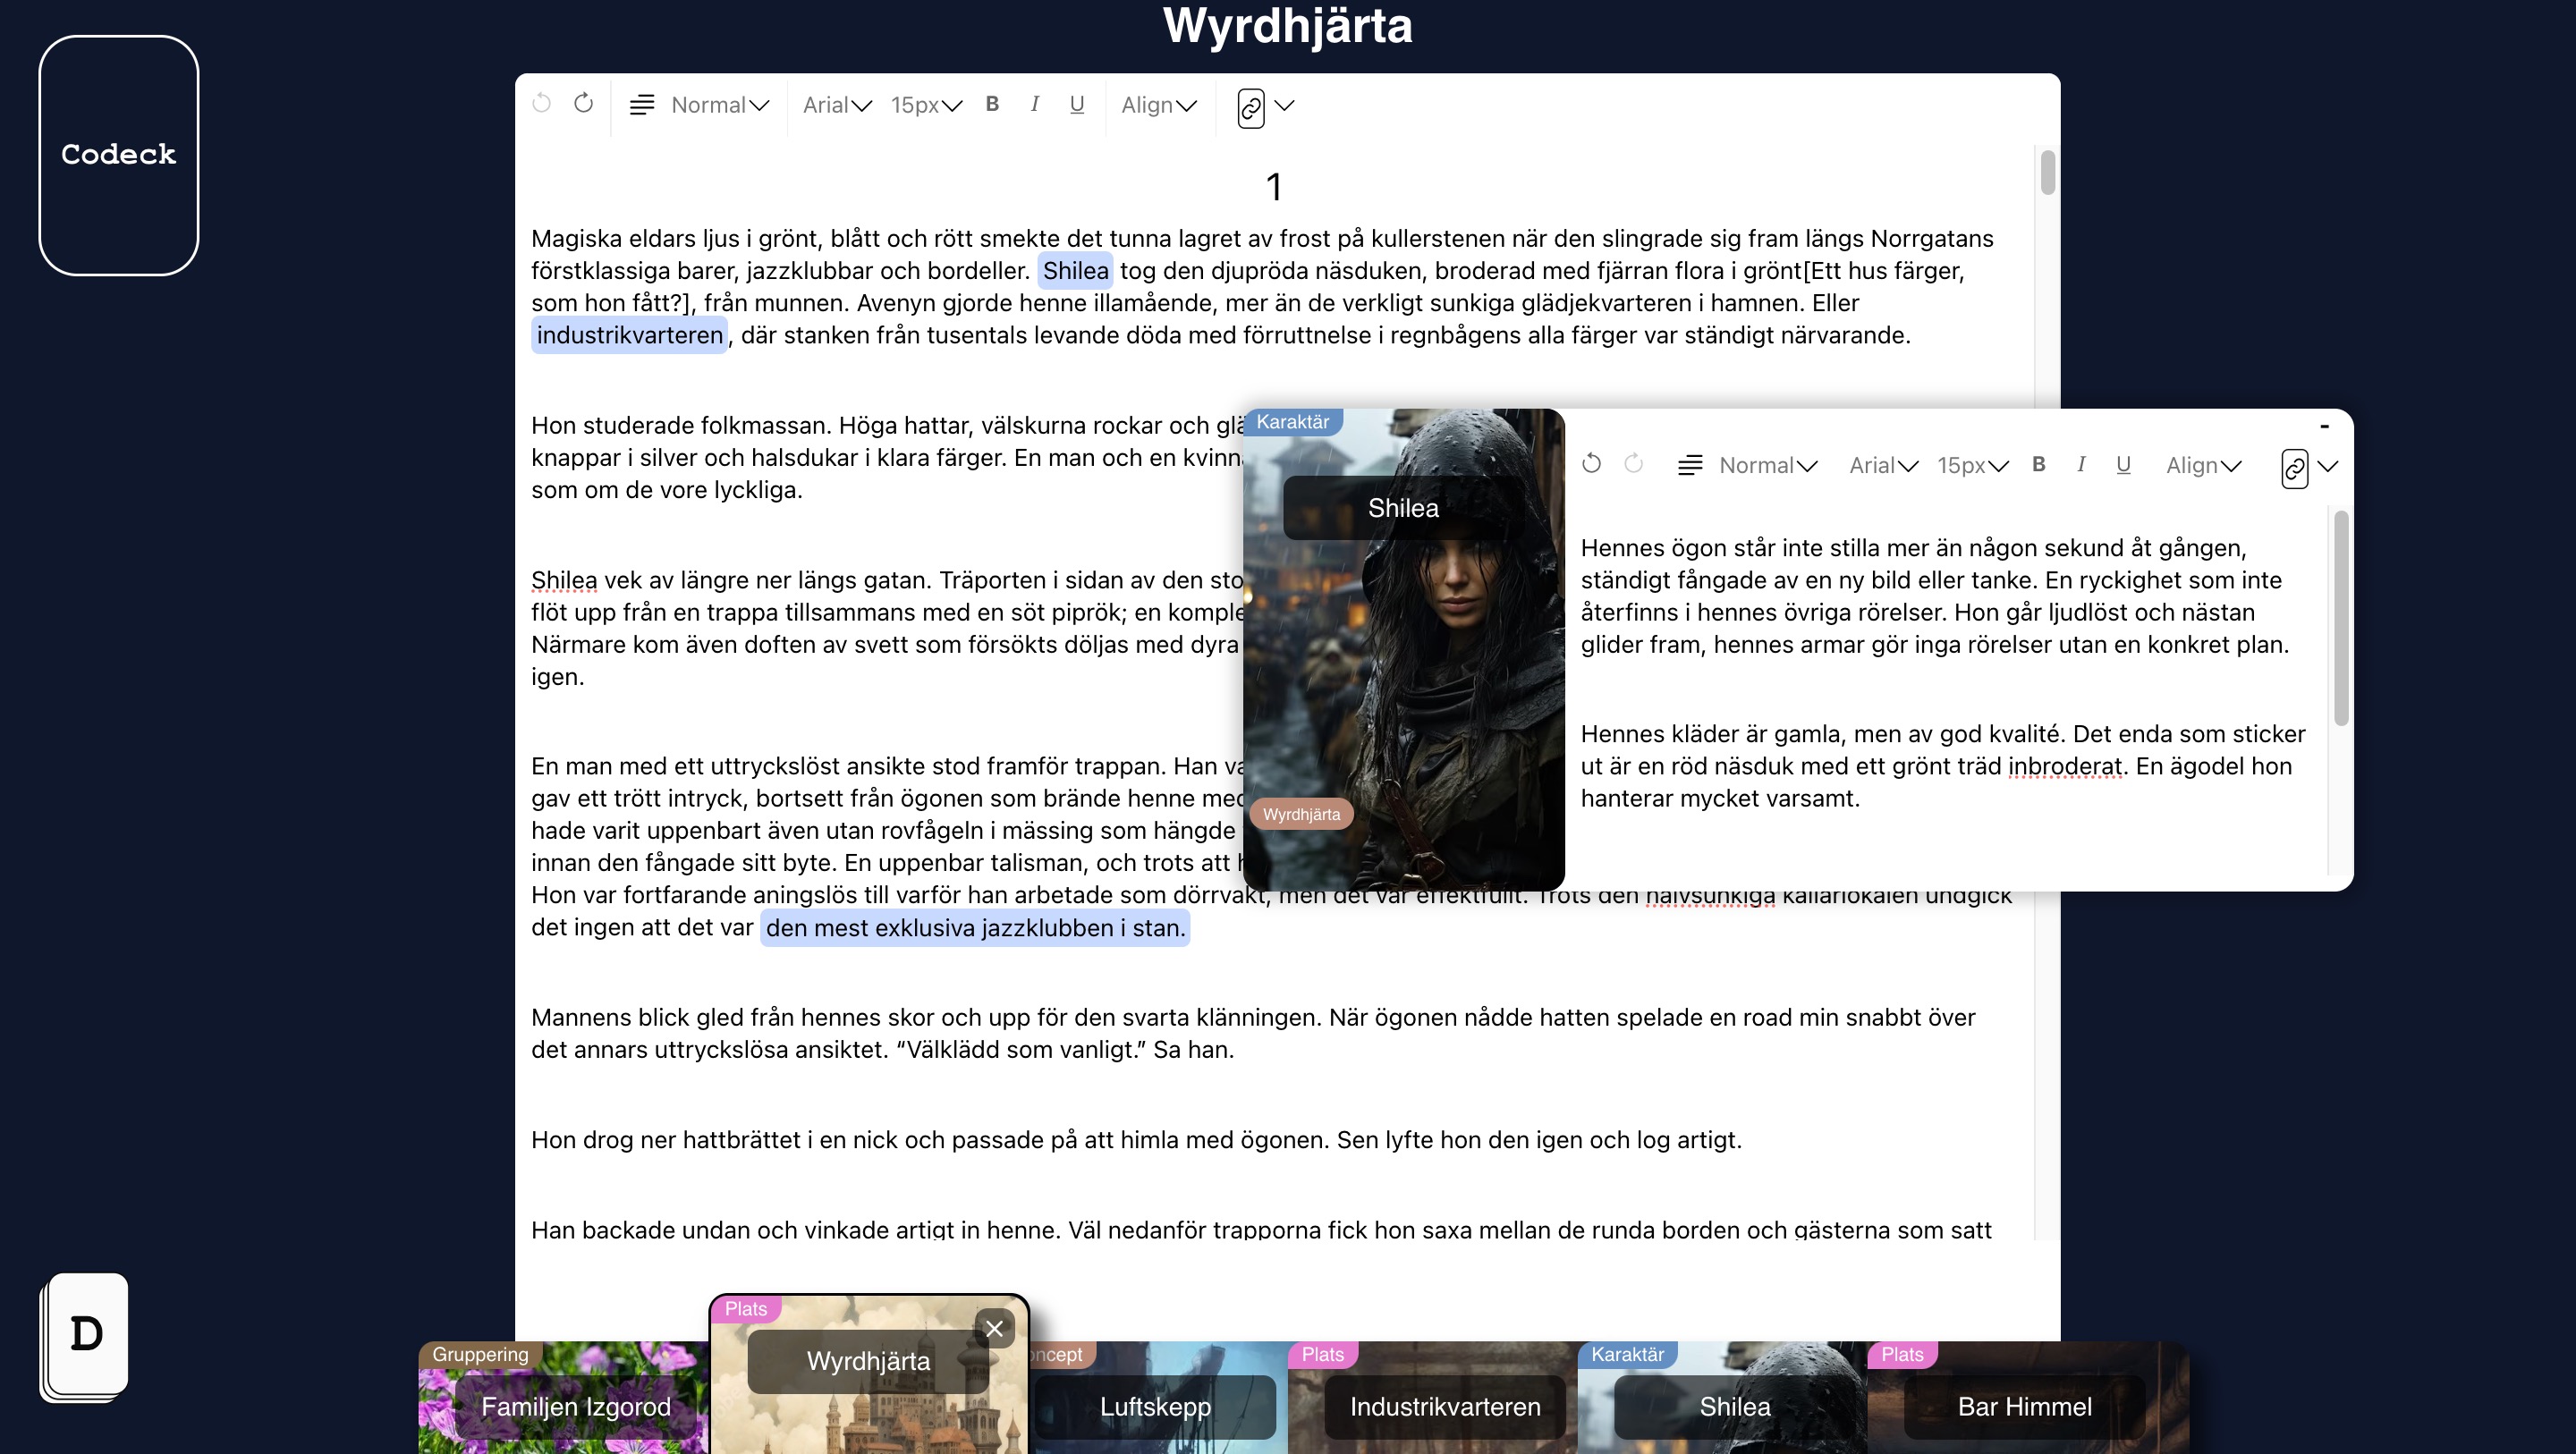 Wyrdhjärta
Codeck
Normal Arial 15px B I U Align
1
Magiska eldars ljus i grönt, blått och rött smekte det tunna lagret av frost på kullerstenen när den slingrade sig fram längs Norrgatans
förstklassiga barer, jazzklubbar och bordeller. Shilea tog den djupröda näsduken, broderad med fjärran flora i grönt[Ett hus färger,
som hon fått?], från munnen. Avenyn gjorde henne illamående, mer än de verkligt sunkiga glädjekvarteren i hamnen. Eller
industrikvarteren, där stanken från tusentals levande döda med förruttnelse i regnbågens alla färger var ständigt närvarande.
Hon studerade folkmassan. Höga hattar, välskurna rockar och
knappar i silver och halsdukar i klara färger. En man och en
som om de vore lyckliga.
Shilea vek av längre ner längs gatan. Träporten i sidan av den
flöt upp från en trappa tillsammans med en söt piprök; en
Närmare kom även doften av svett som försökts döljas med dyra
igen.
En man med ett uttryckslöst ansikte stod framför trappan. Han
gav ett trött intryck, bortsett från ögonen som brände henne
hade varit uppenbart även utan rovfågeln i mässing som hängde
innan den fångade sitt byte. En uppenbar talisman, och trots att
Hon var fortfarande aningslös till varför han arbetade som dörrvakt, men det var effektfullt. Trots den halvsunkiga källarlokalen undgick
det ingen att det var den mest exklusiva jazzklubben i stan.
Mannens blick gled från hennes skor och upp för den svarta klänningen. När ögonen nådde hatten spelade en road min snabbt över
det annars uttryckslösa ansiktet. “Välklädd som vanligt.” Sa han.
Hon drog ner hattbrättet i en nick och passade på att himla med ögonen. Sen lyfte hon den igen och log artigt.
Han backade undan och vinkade artigt in henne. Väl nedanför trapporna fick hon saxa mellan de runda borden och gästerna som satt
Karaktär
Shilea
Wyrdhjärta
-
Normal Arial 15px B I U Align
Hennes ögon står inte stilla mer än någon sekund åt gången,
ständigt fångade av en ny bild eller tanke. En ryckighet som inte
återfinns i hennes övriga rörelser. Hon går ljudlöst och nästan
glider fram, hennes armar gör inga rörelser utan en konkret plan.
Hennes kläder är gamla, men av god kvalité. Det enda som sticker
ut är en röd näsduk med ett grönt träd inbroderat. En ägodel hon
hanterar mycket varsamt.
D
Gruppering
Familjen Izgorod
Plats
Wyrdhjärta
Luftskepp
Plats
Industrikvarteren
Karaktär
Shilea
Plats
Bar Himmel